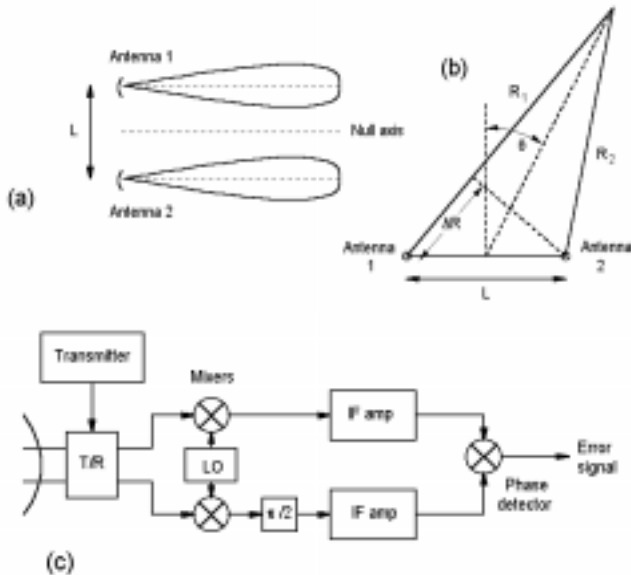 Antenna 1
L
Null axis
Antenna 2
(a)
(b)
R1
θ
R2
ΔR
Antenna
1
Antenna
2
L
Transmitter
Mixers
T/R
LO
IF amp
π/2
IF amp
Phase
detector
Error
signal
(c)